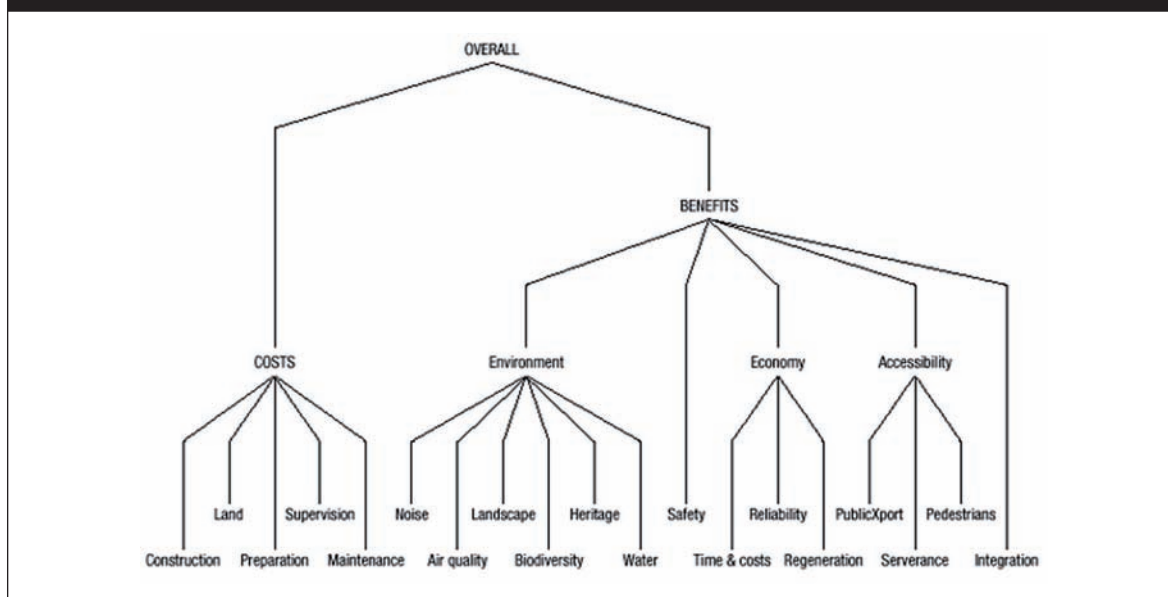 OVERALL
BENEFITS
COSTS Environment Economy Accessibility
Land Supervision Noise Landscape Heritage Safety Reliability PublicXport Pedestrians
Construction Preparation Maintenance Air quality Biodiversity Water Time & costs Regeneration Serverance Integration